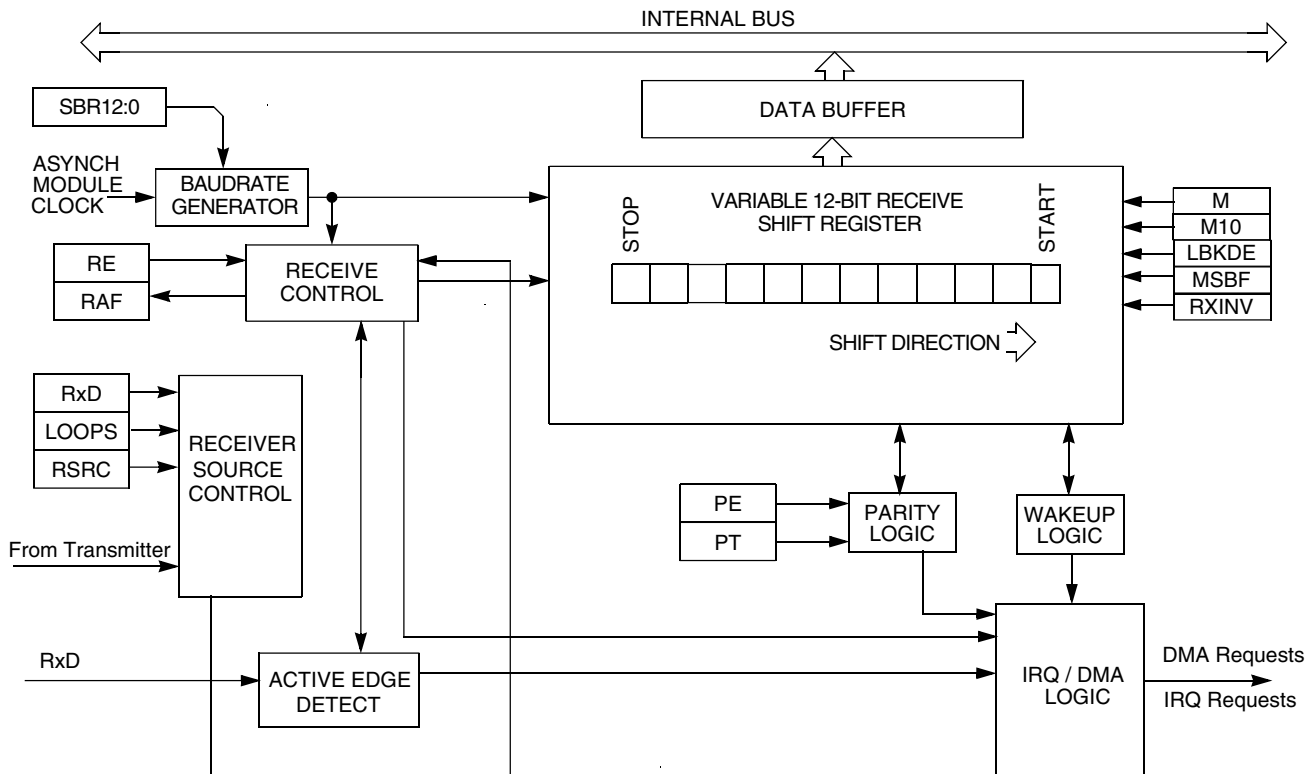 INTERNAL BUS
SBR12:0
DATA BUFFER
ASYNCH
MODULE
CLOCK
BAUDRATE
GENERATOR
VARIABLE 12-BIT RECEIVE
SHIFT REGISTER
STOP
START
M
M10
LBKDE
MSBF
RXINV
RE
RAF
RECEIVE
CONTROL
SHIFT DIRECTION
RxD
LOOPS
RSRC
RECEIVER
SOURCE
CONTROL
From Transmitter
PE
PT
PARITY
LOGIC
WAKEUP
LOGIC
RxD
ACTIVE EDGE
DETECT
IRQ / DMA
LOGIC
DMA Requests
IRQ Requests